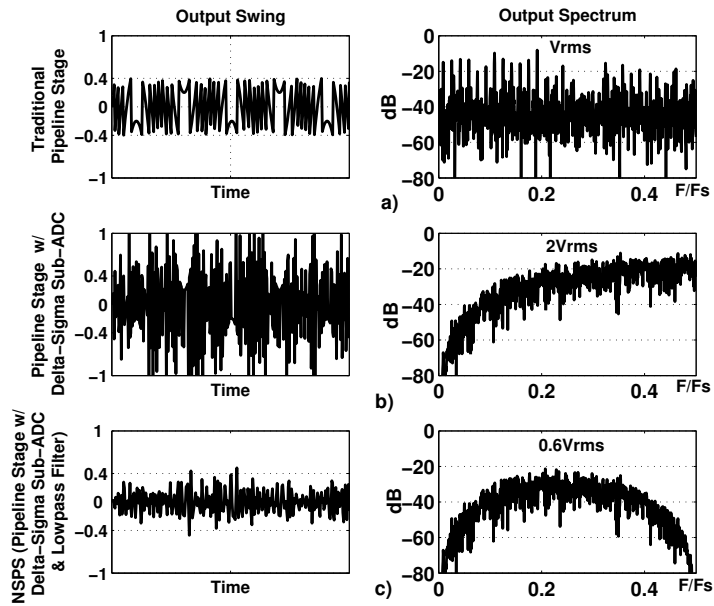 Output Swing
Output Spectrum
Traditional
Pipeline Stage
1
0.4
0
−0.4
−1
Time
dB
0
−20
−40
−60
−80
Vrms
0
0.2
0.4
F/Fs
a)
Pipeline Stage w/
Delta−Sigma Sub−ADC
1
0.4
0
−0.4
−1
Time
dB
0
−20
−40
−60
−80
2Vrms
0
0.2
0.4
F/Fs
b)
NSPS (Pipeline Stage w/
Delta−Sigma Sub−ADC
& Lowpass Filter)
1
0.4
0
−0.4
−1
Time
dB
0
−20
−40
−60
−80
0.6Vrms
0
0.2
0.4
F/Fs
c)